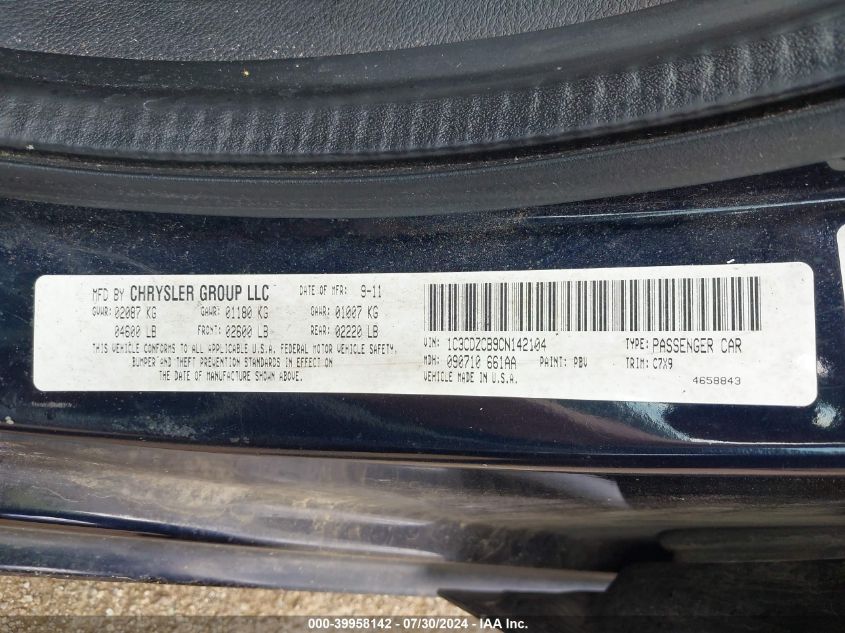 MFD BY CHRYSLER GROUP LLC DATE OF MFR: 9-11
GVWR: 02087 KG GAWR: 01180 KG GAWR: 01007 KG
04600 LB FRONT: 02600 LB REAR: 02220 LB
THIS VEHICLE CONFORMS TO ALL APPLICABLE U.S.A. FEDERAL MOTOR VEHICLE SAFETY,
BUMPER AND THEFT PREVENTION STANDARDS IN EFFECT ON
THE DATE OF MANUFACTURE SHOWN ABOVE.
VIN: 1C3CDZCB9CN142104 TYPE: PASSENGER CAR
MDH: 090710 661AA PAINT: PBV TRIM: C7X9
VEHICLE MADE IN U.S.A. 4658843
000-39958142 - 07/30/2024 - IAA Inc.